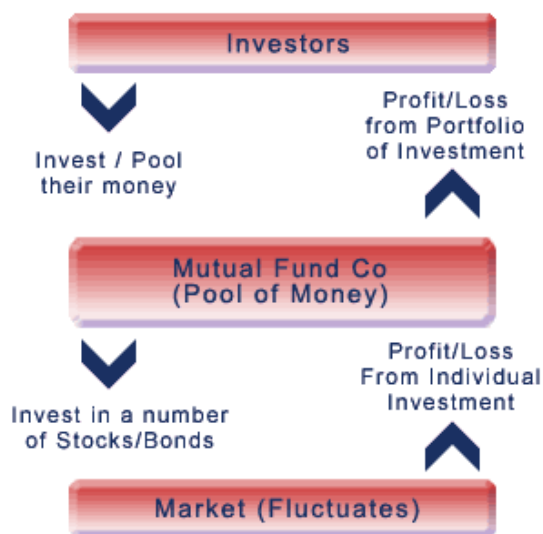 Investors
Invest / Pool
their money
Profit/Loss
from Portfolio
of Investment
Mutual Fund Co
(Pool of Money)
Invest in a number
of Stocks/Bonds
Profit/Loss
From Individual
Investment
Market (Fluctuates)